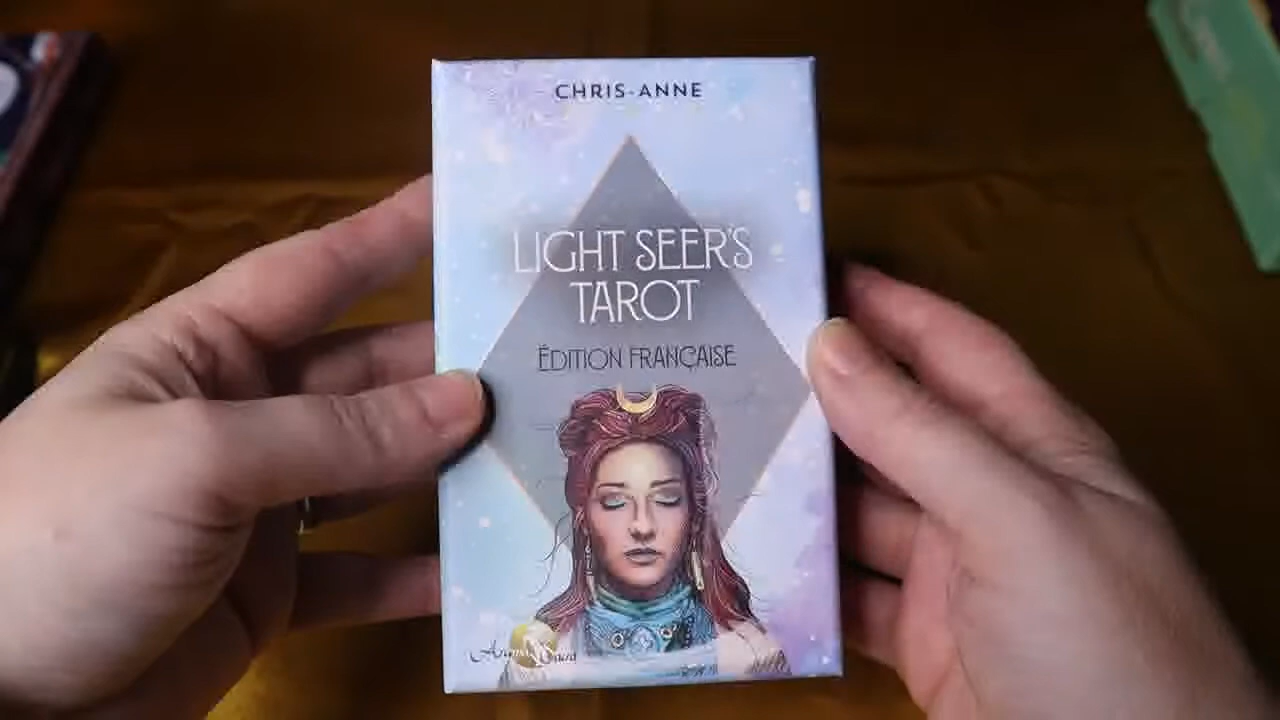 CHRIS-ANNE
LIGHT SEER'S
TAROT
ÉDITION FRANÇAISE